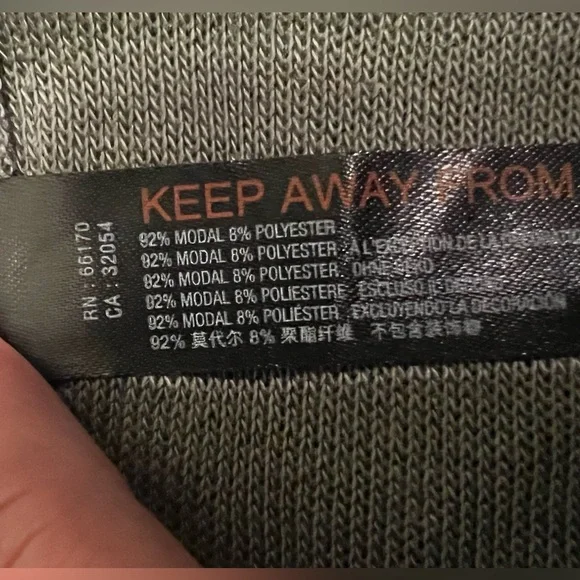 KEEP AWAY FROM
RN : 66170
CA : 32054
92% MODAL 8% POLYESTER
92% MODAL 8% POLYESTER À L'EXCEPTION DE LA DÉCORATION
92% MODAL 8% POLYESTER. OHNE
92% MODAL 8% POLIESTERE ESCLUSO IL
92% MODAL 8% POLIÉSTER EXCLUYENDO LA DECORACIÓN
92% 莫代尔 8% 聚酯纤维 不包含装饰着